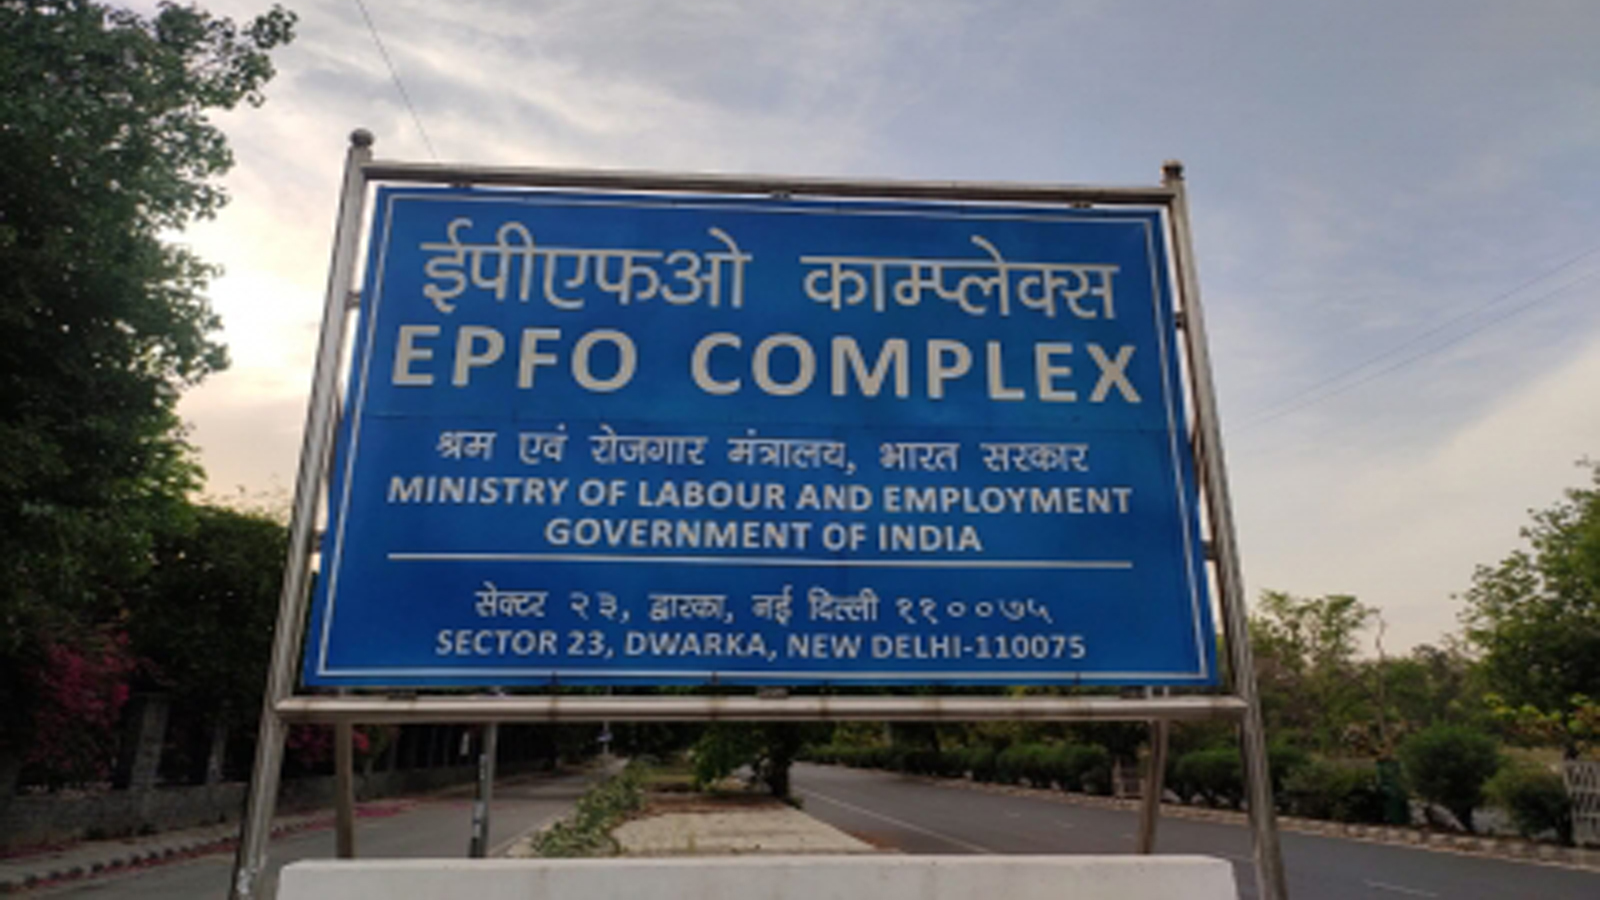 ईपीएफओ काम्प्लेक्स
EPFO COMPLEX
श्रम एवं रोजगार मंत्रालय, भारत सरकार
MINISTRY OF LABOUR AND EMPLOYMENT
GOVERNMENT OF INDIA
सेक्टर २३, द्वारका, नई दिल्ली ११००७५
SECTOR 23, DWARKA, NEW DELHI-110075